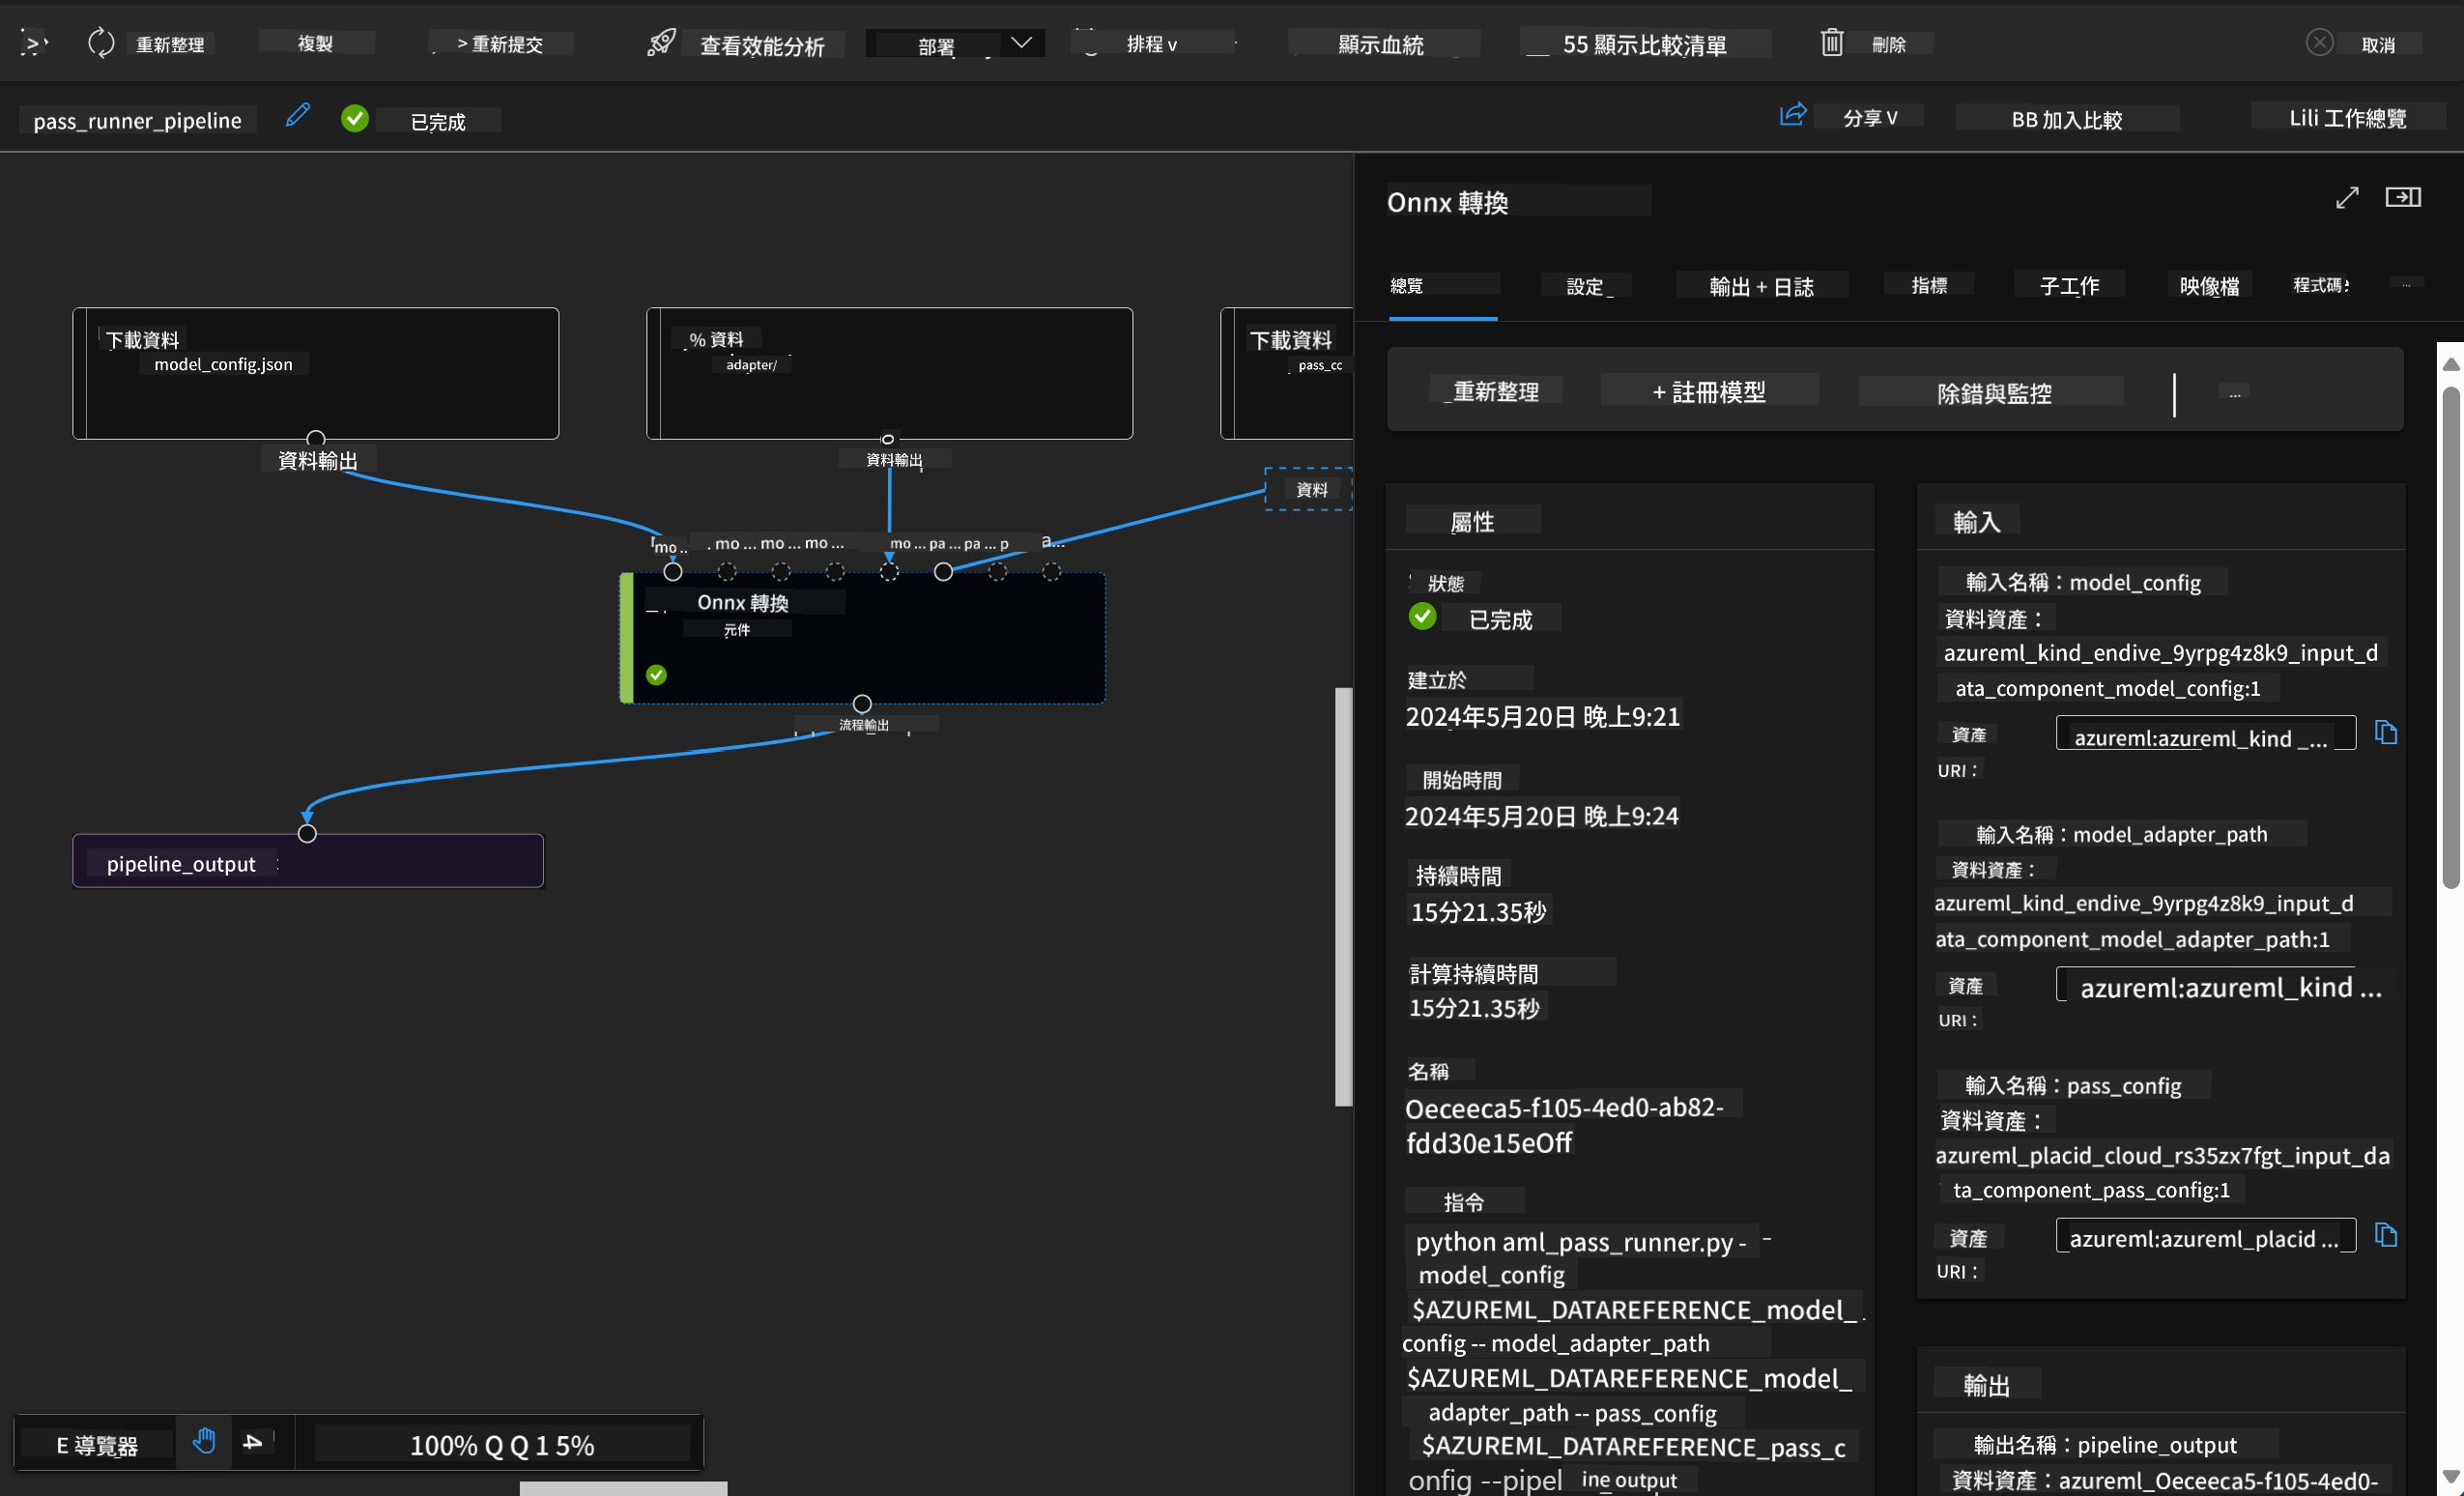 重新整理
複製
> 重新提交
查看效能分析
部署
排程 v
顯示血統
55 顯示比較清單
刪除
取消
pass_runner_pipeline
已完成
分享 V
BB 加入比較
Lili 工作總覽
下載資料
model_config.json
資料輸出
% 資料
adapter/
資料輸出
下載資料
pass_cc
資料
mo ..
mo ... mo ... mo ...
mo ... pa ... pa ... p
a...
Onnx 轉換
元件
流程輸出
pipeline_output
E 導覽器
100% Q Q 1 5%
Onnx 轉換
總覽
設定
輸出 + 日誌
指標
子工作
映像檔
程式碼
...
重新整理
+ 註冊模型
除錯與監控
...
屬性
狀態
已完成
建立於
2024年5月20日 晚上9:21
開始時間
2024年5月20日 晚上9:24
持續時間
15分21.35秒
計算持續時間
15分21.35秒
名稱
Oeceeca5-f105-4ed0-ab82-
fdd30e15eOff
指令
python aml_pass_runner.py -
model_config
$AZUREML_DATAREFERENCE_model_
config -- model_adapter_path
$AZUREML_DATAREFERENCE_model_
adapter_path -- pass_config
$AZUREML_DATAREFERENCE_pass_c
onfig --pipel ine_output
輸入
輸入名稱：model_config
資料資產：
azureml_kind_endive_9yrpg4z8k9_input_d
ata_component_model_config:1
資產
azureml:azureml_kind _...
URI：
輸入名稱：model_adapter_path
資料資產：
azureml_kind_endive_9yrpg4z8k9_input_d
ata_component_model_adapter_path:1
資產
azureml:azureml_kind ...
URI：
輸入名稱：pass_config
資料資產：
azureml_placid_cloud_rs35zx7fgt_input_da
ta_component_pass_config:1
資產
azureml:azureml_placid ...
URI：
輸出
輸出名稱：pipeline_output
資料資產：azureml_Oeceeca5-f105-4ed0-